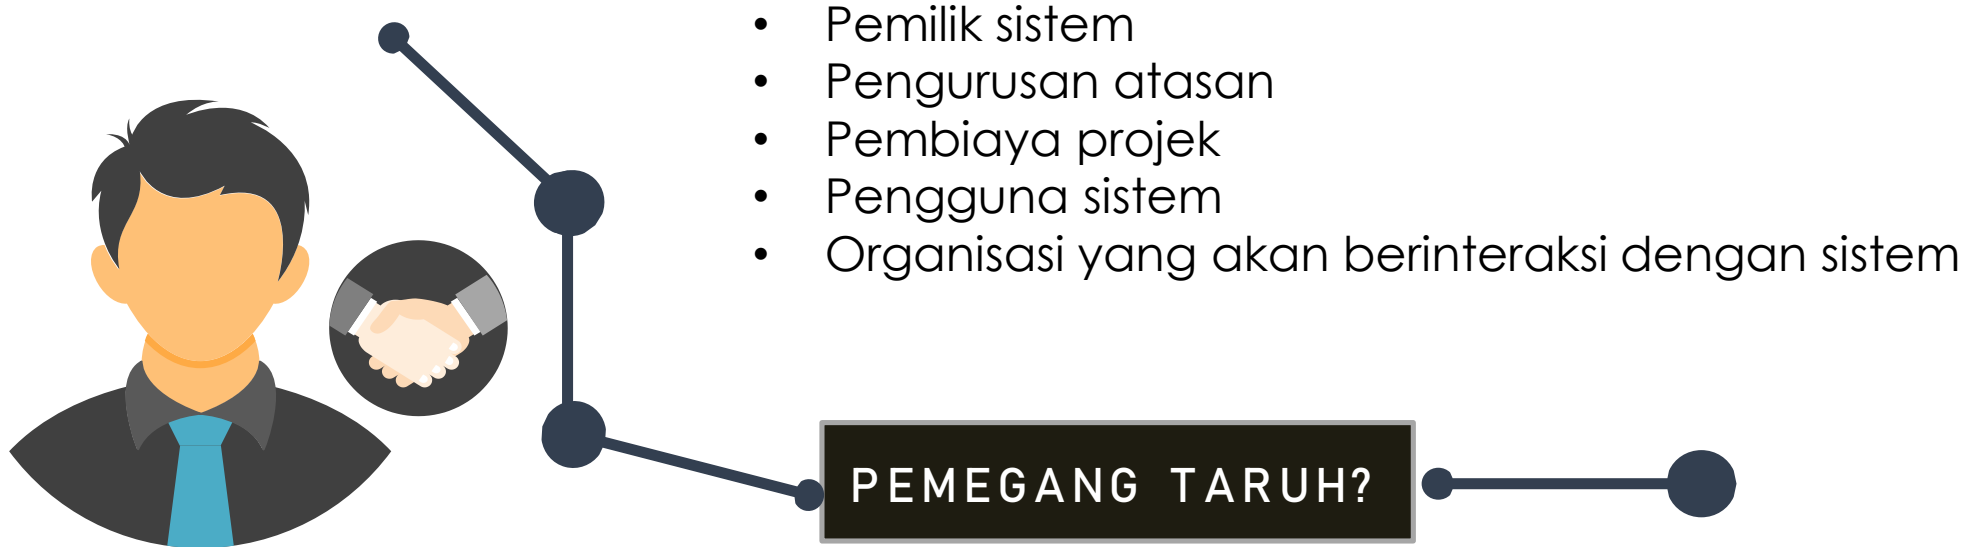 • Pemilik sistem
• Pengurusan atasan
• Pembiaya projek
• Pengguna sistem
• Organisasi yang akan berinteraksi dengan sistem
PEMEGANG TARUH?